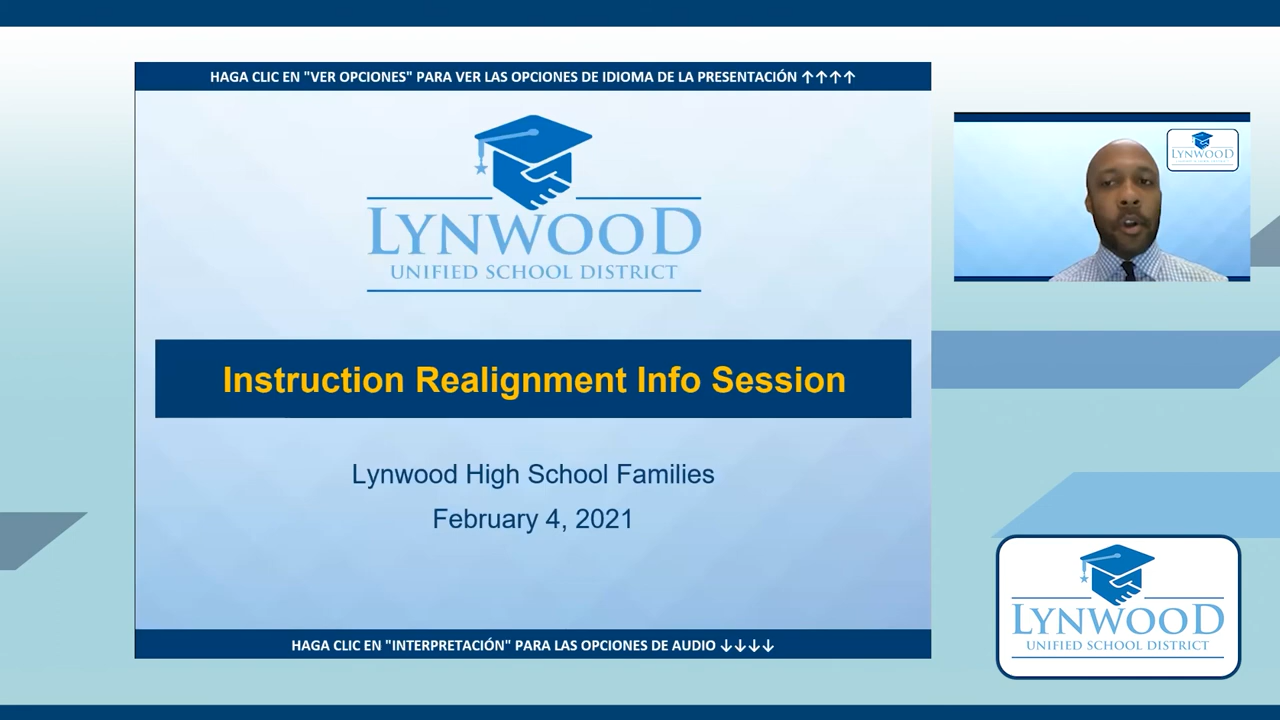 HAGA CLIC EN "VER OPCIONES" PARA VER LAS OPCIONES DE IDIOMA DE LA PRESENTACIÓN ↑↑↑↑
LYNWOOD
UNIFIED SCHOOL DISTRICT
LYNWOOD
Instruction Realignment Info Session
Lynwood High School Families
February 4, 2021
LYNWOOD
UNIFIED SCHOOL DISTRICT
HAGA CLIC EN "INTERPRETACIÓN" PARA LAS OPCIONES DE AUDIO ↓↓↓↓